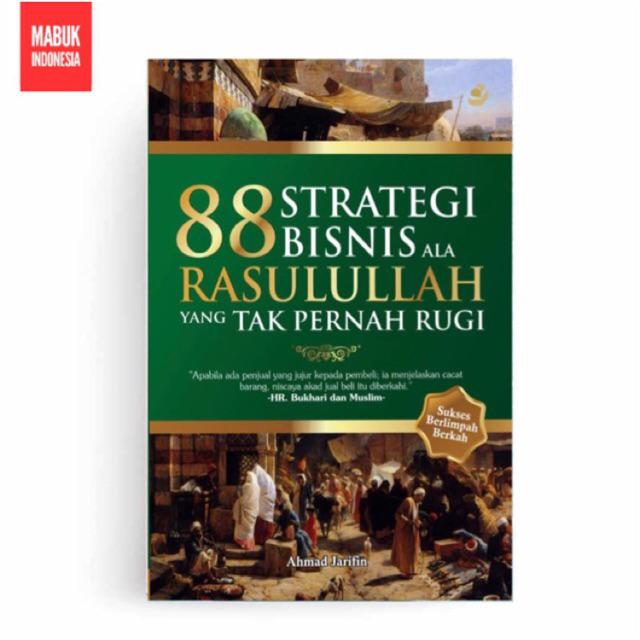 MABUK
INDONESIA
88 STRATEGI
BISNIS ALA
RASULULLAH
YANG TAK PERNAH RUGI
"Apabila ada penjual yang jujur kepada pembeli; ia menjelaskan cacat
barang, niscaya akad jual beli itu diberkahi."
-HR. Bukhari dan Muslim-
Sukses
Berlimpah
Berkah
Ahmad Jarifin